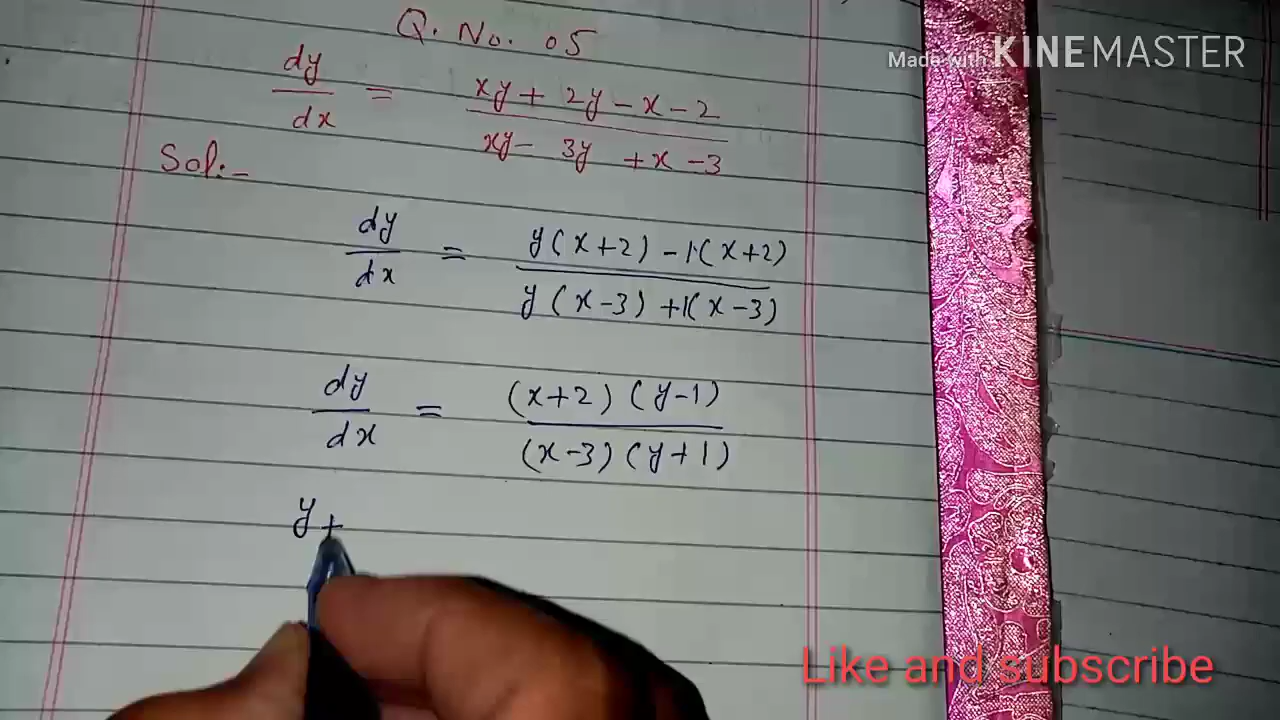 Q. No. 05
Made with KINEMASTER
dy/dx = (xy + 2y - x - 2)/(xy - 3y + x - 3)
Sol:-
dy/dx = (y(x+2) - 1(x+2))/(y(x-3) + 1(x-3))
dy/dx = ((x+2)(y-1))/((x-3)(y+1))
y +
Like and subscribe